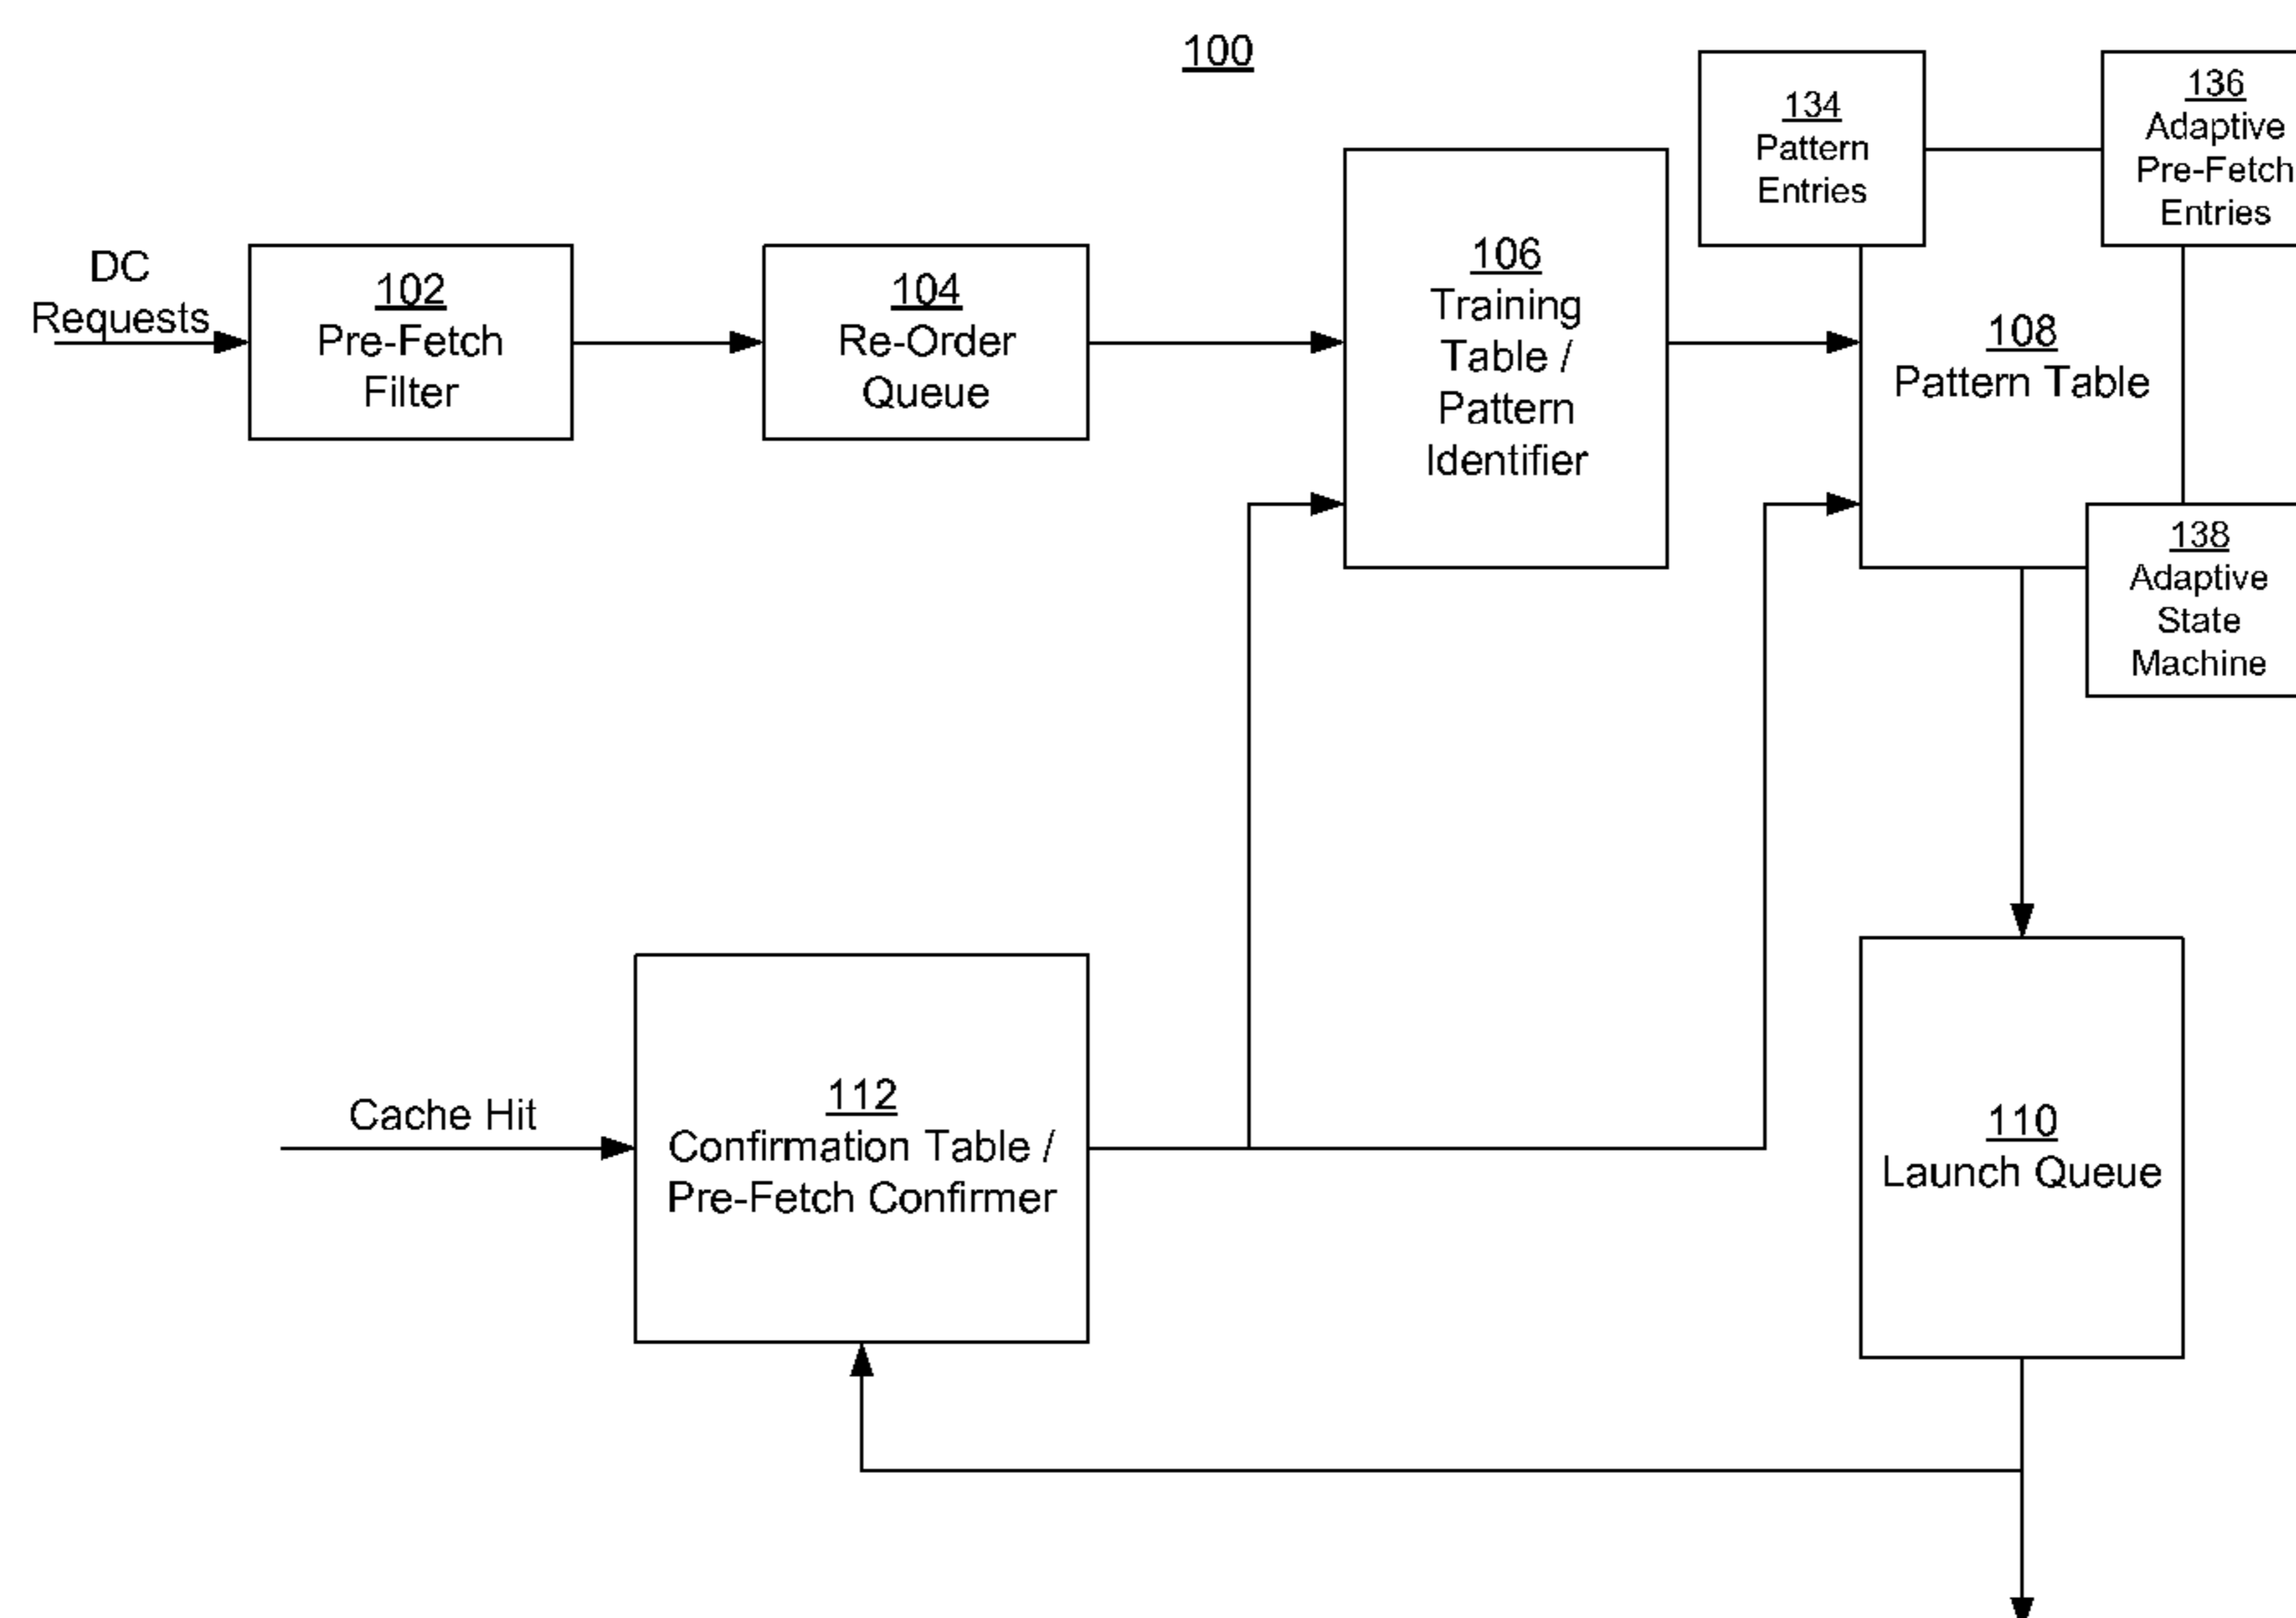 100
134
Pattern
Entries
136
Adaptive
Pre-Fetch
Entries
DC
Requests
102
Pre-Fetch
Filter
104
Re-Order
Queue
106
Training
Table /
Pattern
Identifier
108
Pattern Table
138
Adaptive
State
Machine
Cache Hit
112
Confirmation Table /
Pre-Fetch Confirmer
110
Launch Queue